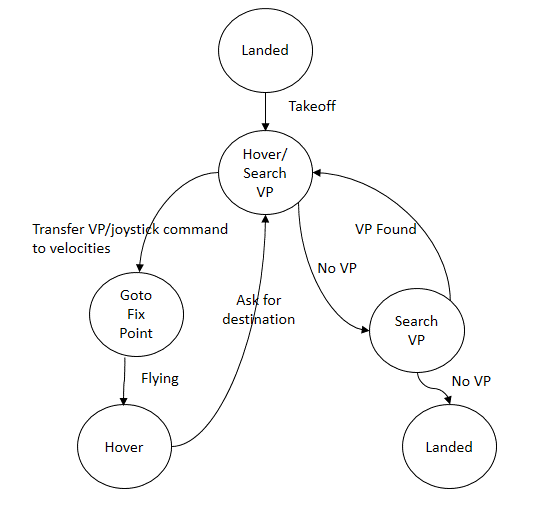 Landed
Takeoff
Hover/
Search
VP
Transfer VP/joystick command
to velocities
VP Found
No VP
Goto
Fix
Point
Ask for
destination
Search
VP
Flying
No VP
Hover
Landed